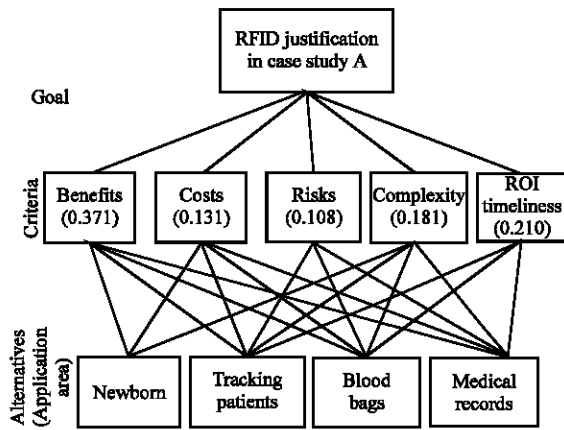 RFID justification
in case study A
Goal
Criteria
Benefits
(0.371)
Costs
(0.131)
Risks
(0.108)
Complexity
(0.181)
ROI
timeliness
(0.210)
Alternatives
(Application
area)
Newborn
Tracking
patients
Blood
bags
Medical
records